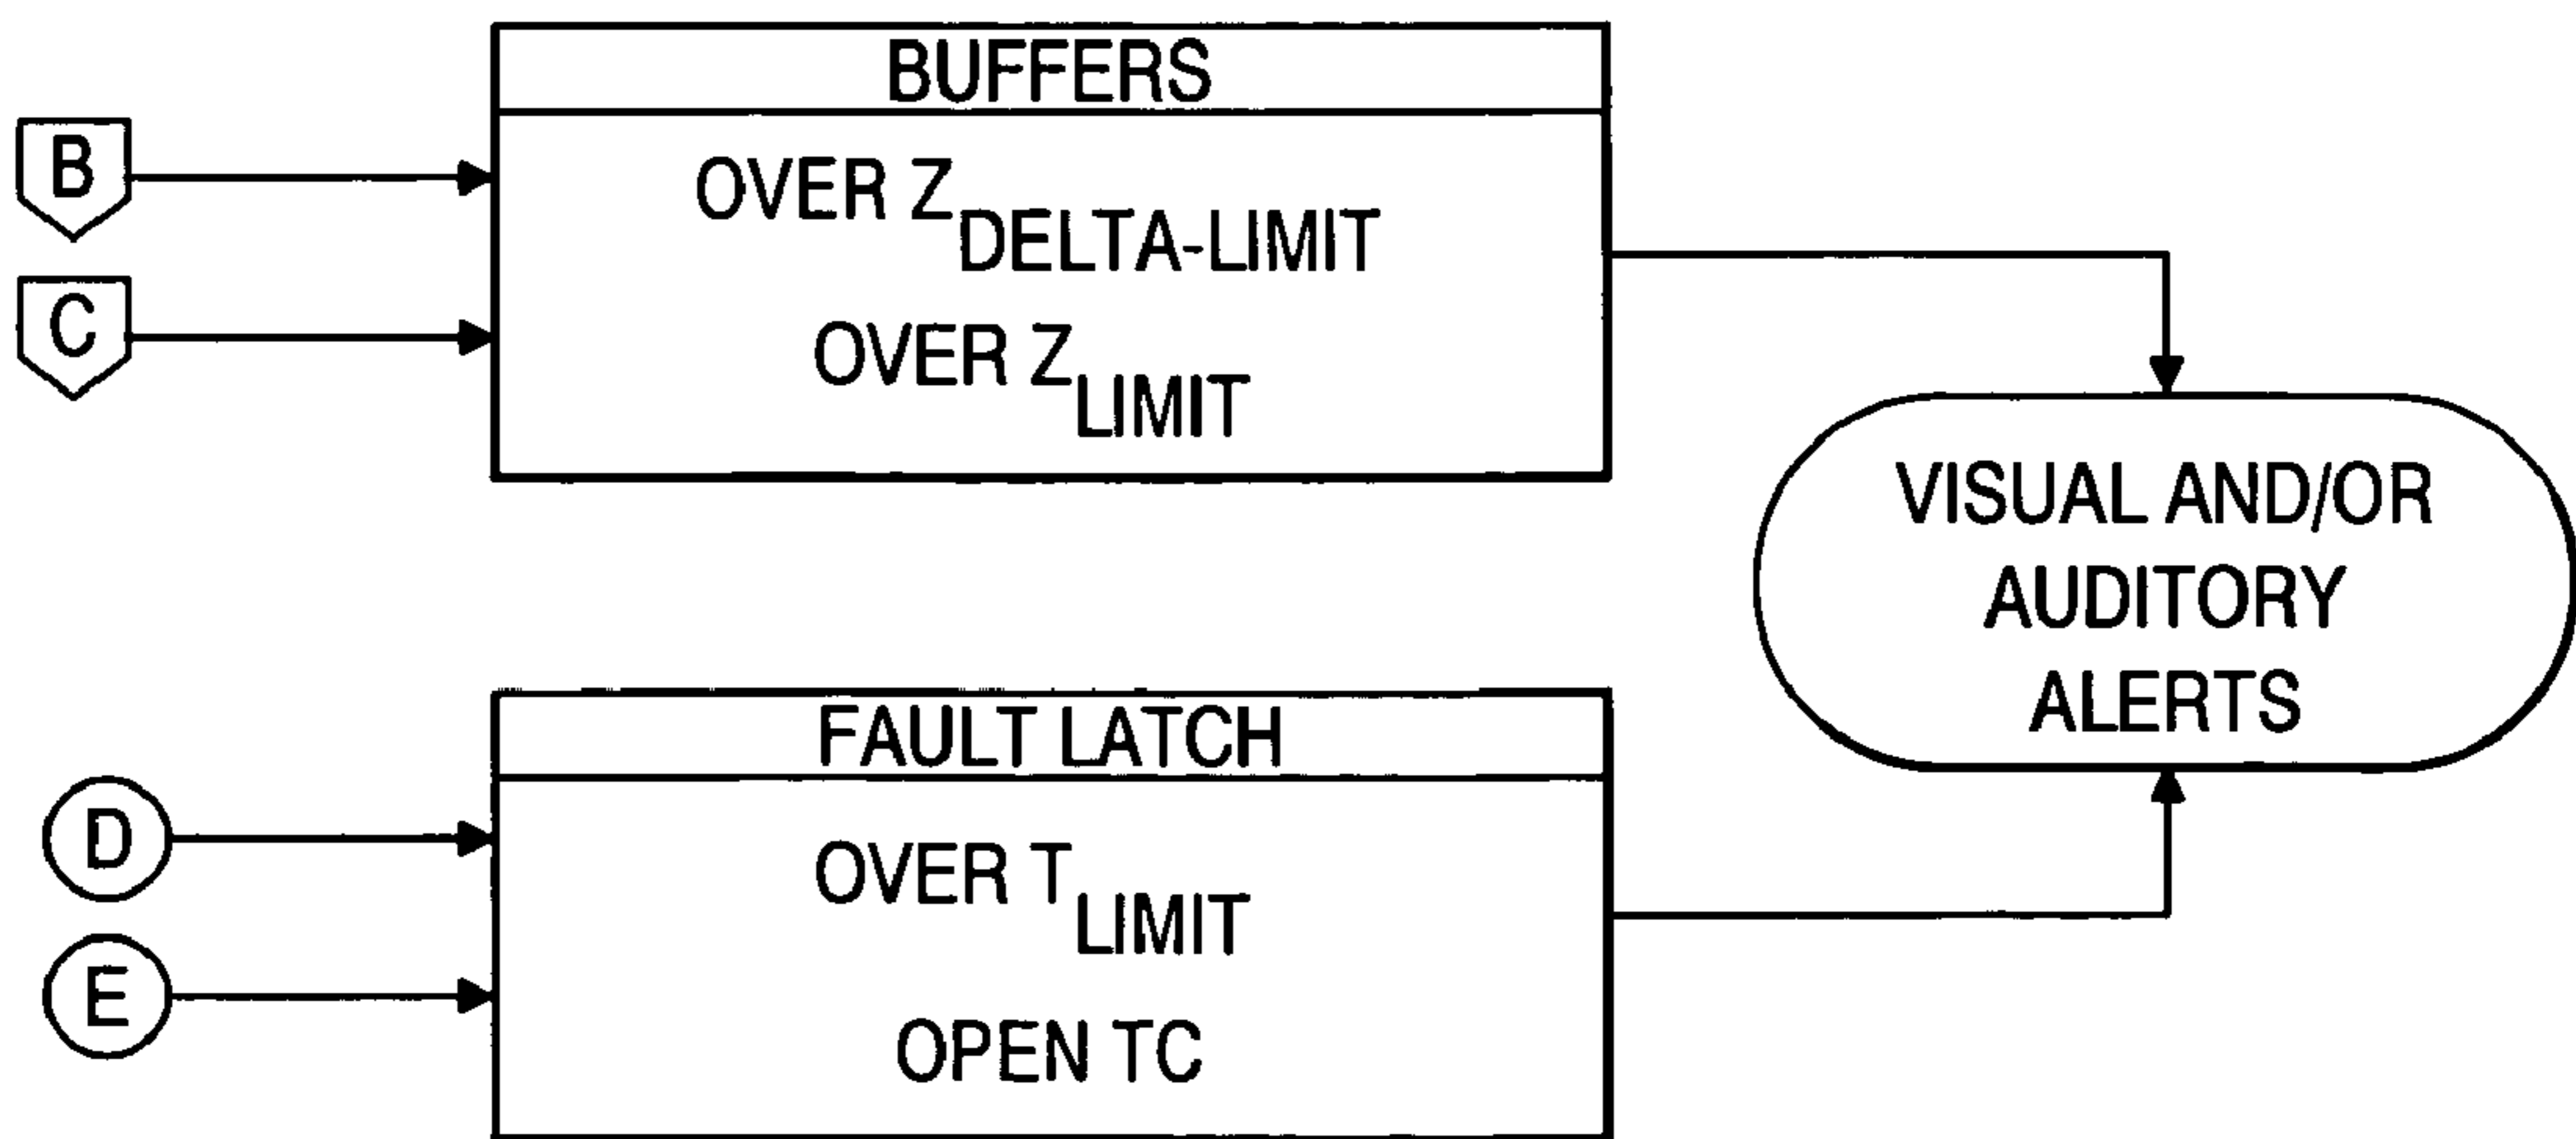 BUFFERS
B
OVER Z DELTA-LIMIT
C
OVER Z LIMIT
VISUAL AND/OR
AUDITORY
ALERTS
FAULT LATCH
D
OVER T LIMIT
E
OPEN TC